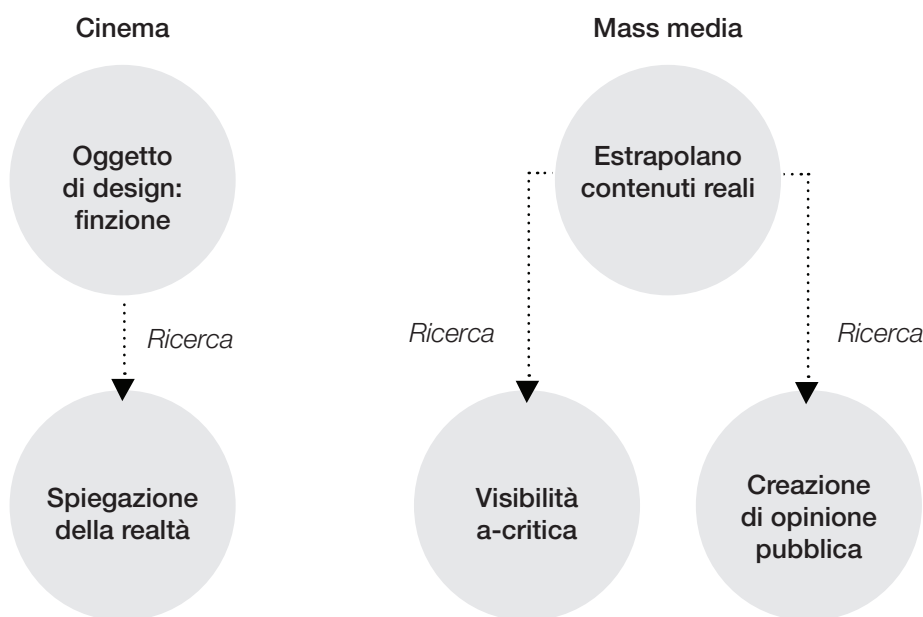 Cinema
Mass media
Oggetto
di design:
finzione
Estrapolano
contenuti reali
Ricerca
Ricerca
Ricerca
Spiegazione
della realtà
Visibilità
a-critica
Creazione
di opinione
pubblica